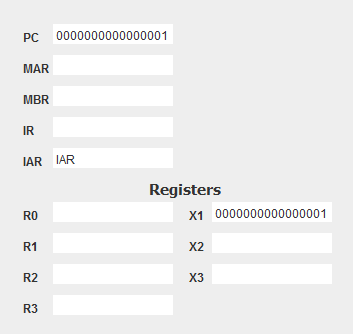 PC 0000000000000001
MAR
MBR
IR
IAR IAR
Registers
R0 X1 0000000000000001
R1 X2
R2 X3
R3